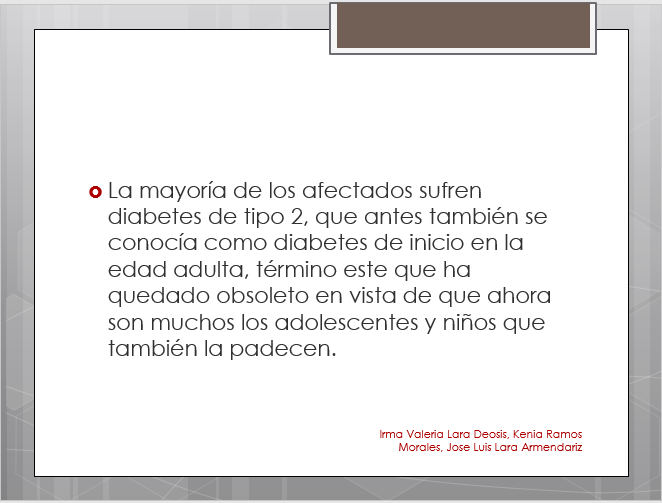 La mayoría de los afectados sufren
diabetes de tipo 2, que antes también se
conocía como diabetes de inicio en la
edad adulta, término este que ha
quedado obsoleto en vista de que ahora
son muchos los adolescentes y niños que
también la padecen.
Irma Valeria Lara Deosis, Kenia Ramos
Morales, Jose Luis Lara Armendariz